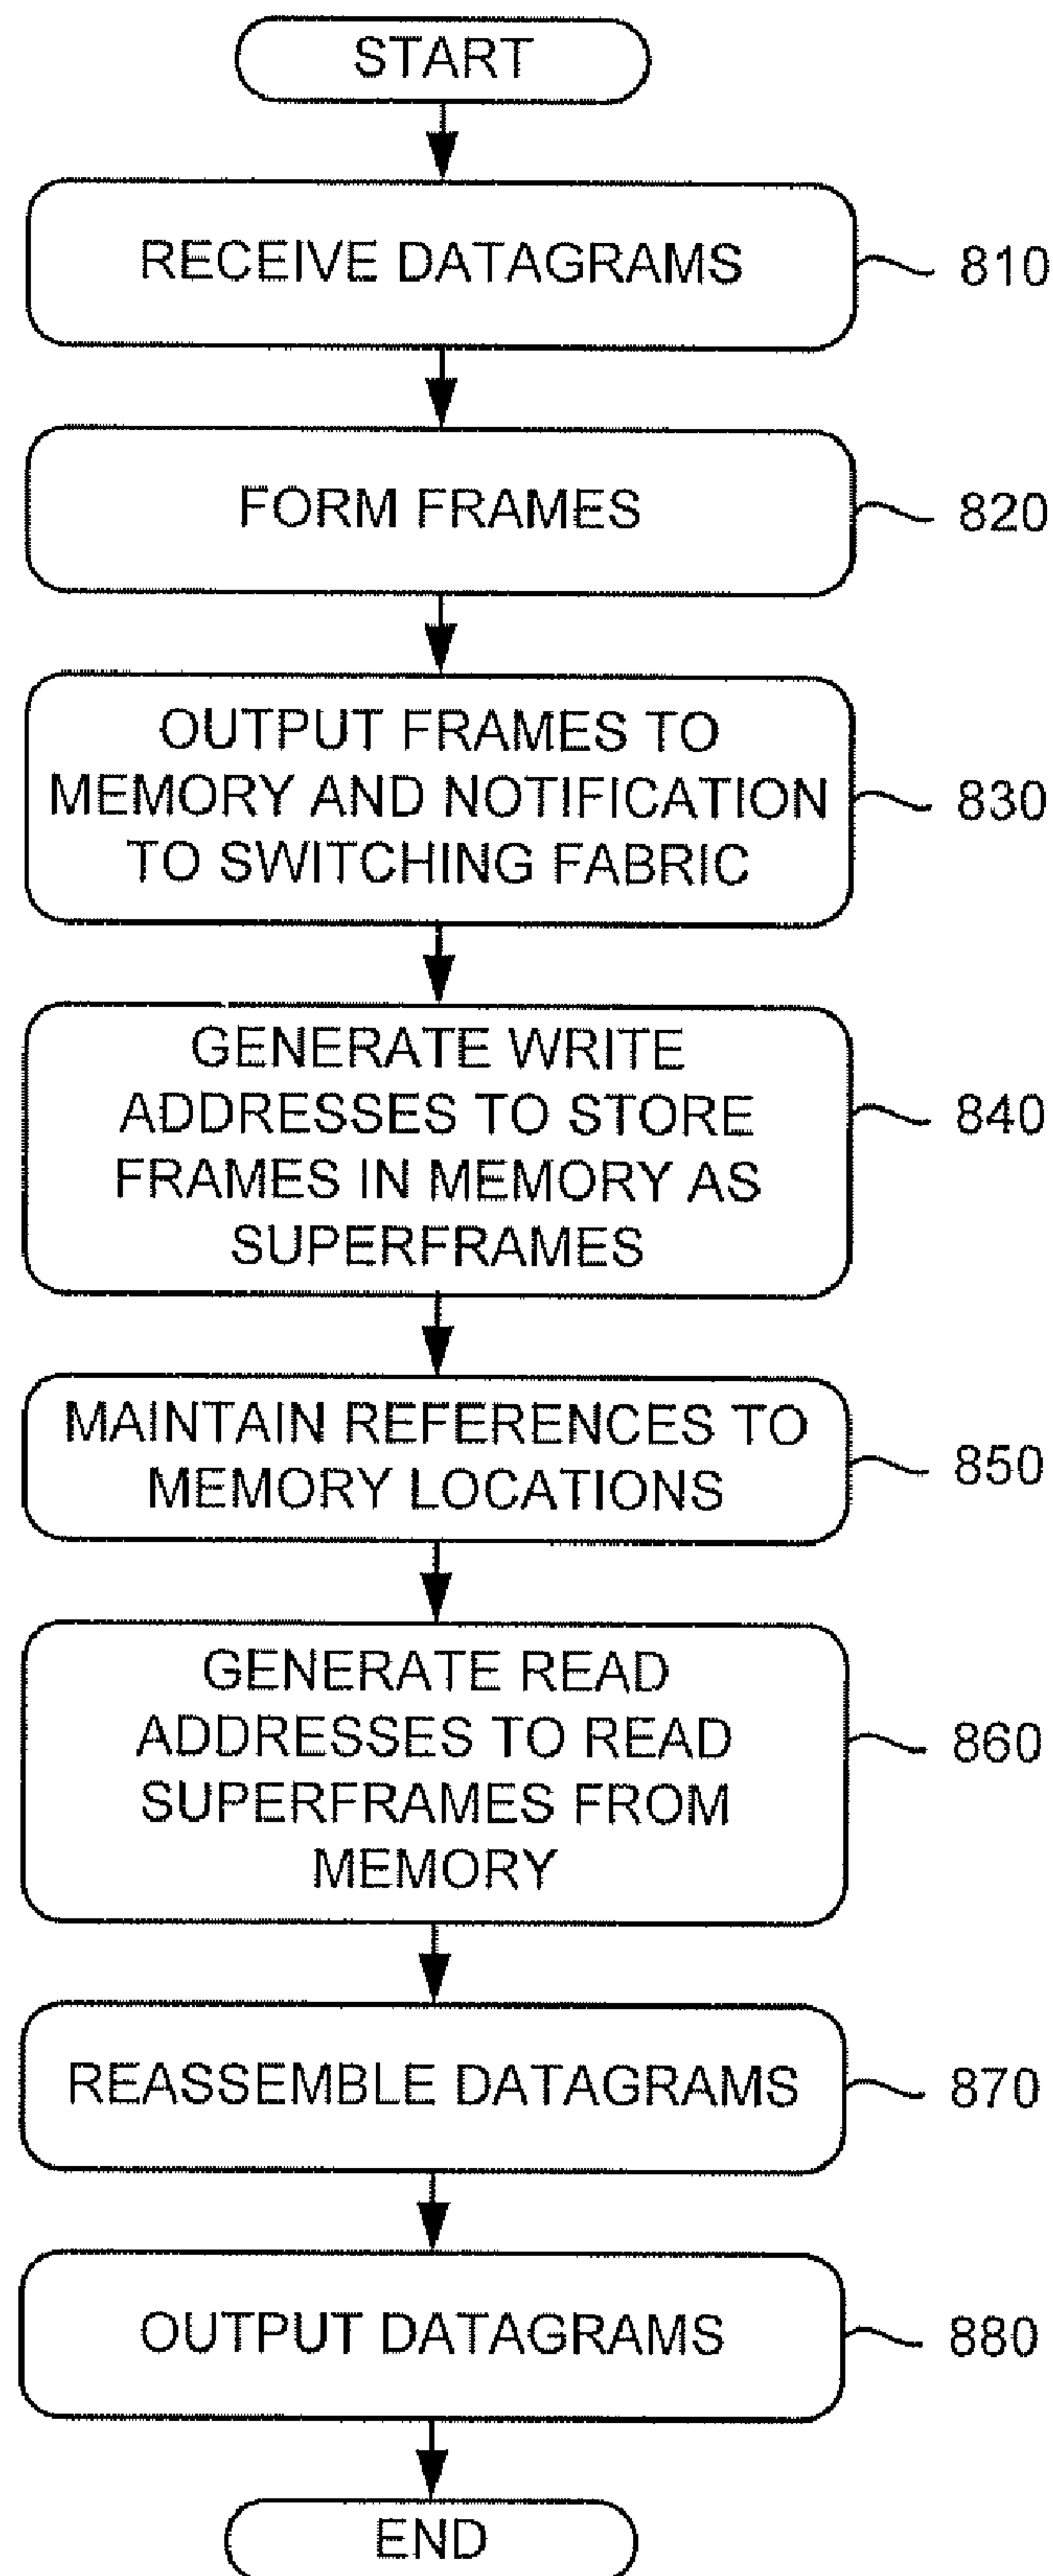 START
RECEIVE DATAGRAMS
810
FORM FRAMES
820
OUTPUT FRAMES TO
MEMORY AND NOTIFICATION
TO SWITCHING FABRIC
830
GENERATE WRITE
ADDRESSES TO STORE
FRAMES IN MEMORY AS
SUPERFRAMES
840
MAINTAIN REFERENCES TO
MEMORY LOCATIONS
850
GENERATE READ
ADDRESSES TO READ
SUPERFRAMES FROM
MEMORY
860
REASSEMBLE DATAGRAMS
870
OUTPUT DATAGRAMS
880
END